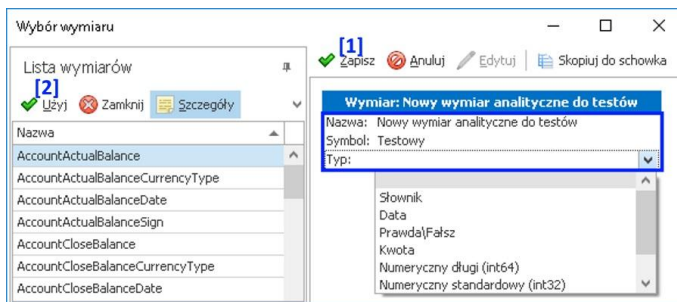 Wybór wymiaru
Lista wymiarów
[2]
Użyj Zamknij Szczegóły
Nazwa
AccountActualBalance
AccountActualBalanceCurrencyType
AccountActualBalanceDate
AccountActualBalanceSign
AccountCloseBalance
AccountCloseBalanceCurrencyType
AccountCloseBalanceDate
[1]
Zapisz Anuluj Edytuj Skopiuj do schowka
Wymiar: Nowy wymiar analityczne do testów
Nazwa: Nowy wymiar analityczne do testów
Symbol: Testowy
Typ:
Słownik
Data
Prawda\Fałsz
Kwota
Numeryczny długi (int64)
Numeryczny standardowy (int32)